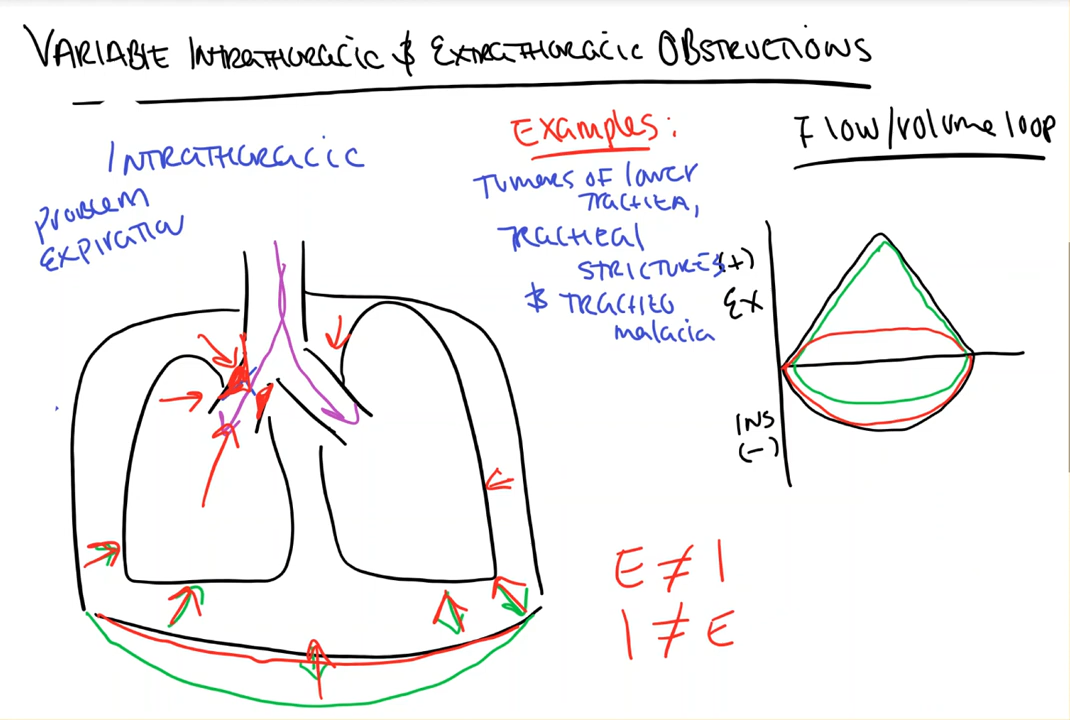 VARIABLE INTRATHORACIC & EXTRATHORACIC OBSTRUCTIONS
INTRATHORACIC
PROBLEM
EXPIRATION
EXAMPLES:
TUMERS OF LOWER
TRACHEA,
TRACHEAL
STRICTURES
& TRACHEO
malacia
Flow/volume loop
(+)
EX
INS
(-)
E ≠ I
I ≠ E